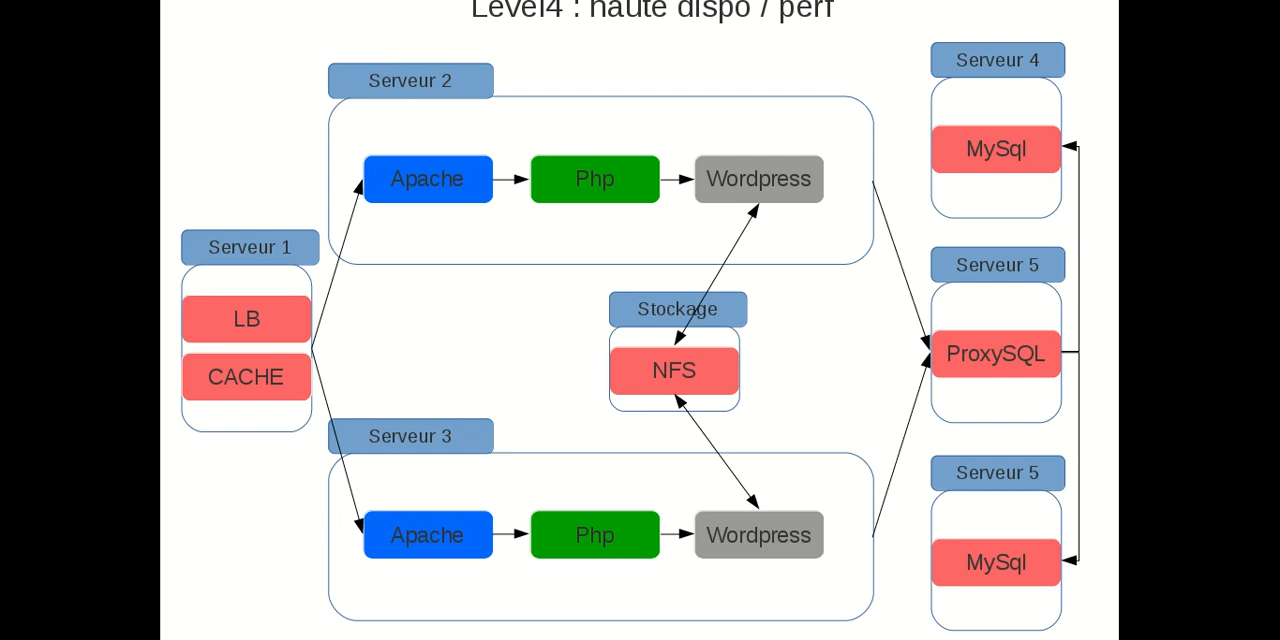 Level4 : haute dispo / perf
Serveur 4
Serveur 2
MySql
Apache
Php
Wordpress
Serveur 1
Serveur 5
LB
Stockage
ProxySQL
CACHE
NFS
Serveur 3
Serveur 5
Apache
Php
Wordpress
MySql